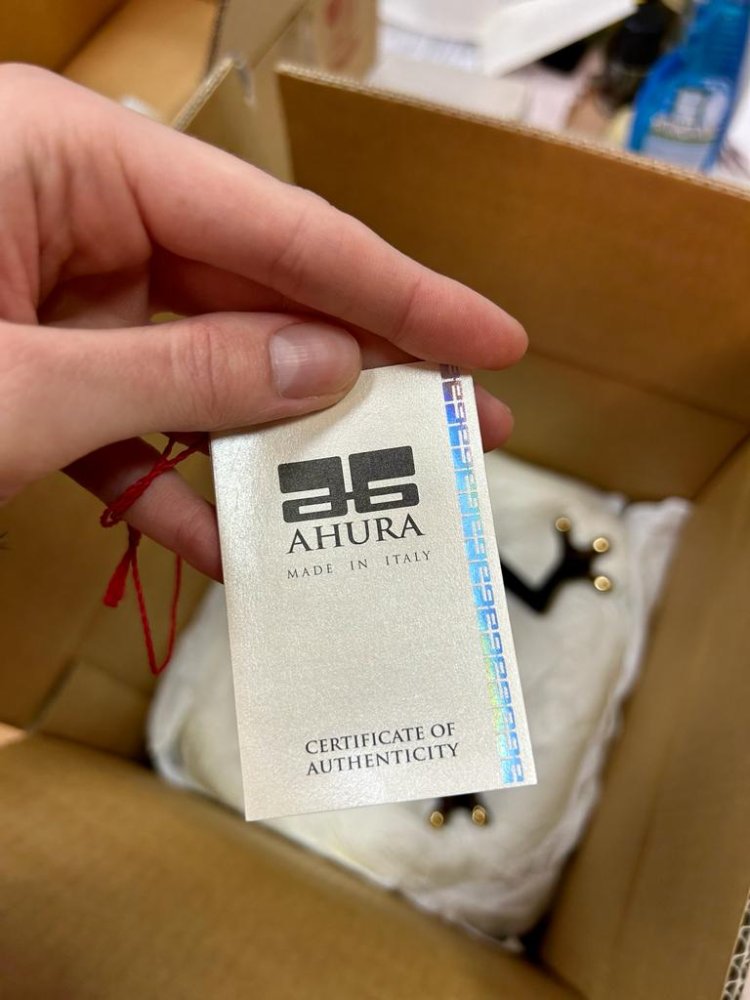 AHURA
MADE IN ITALY
CERTIFICATE OF
AUTHENTICITY